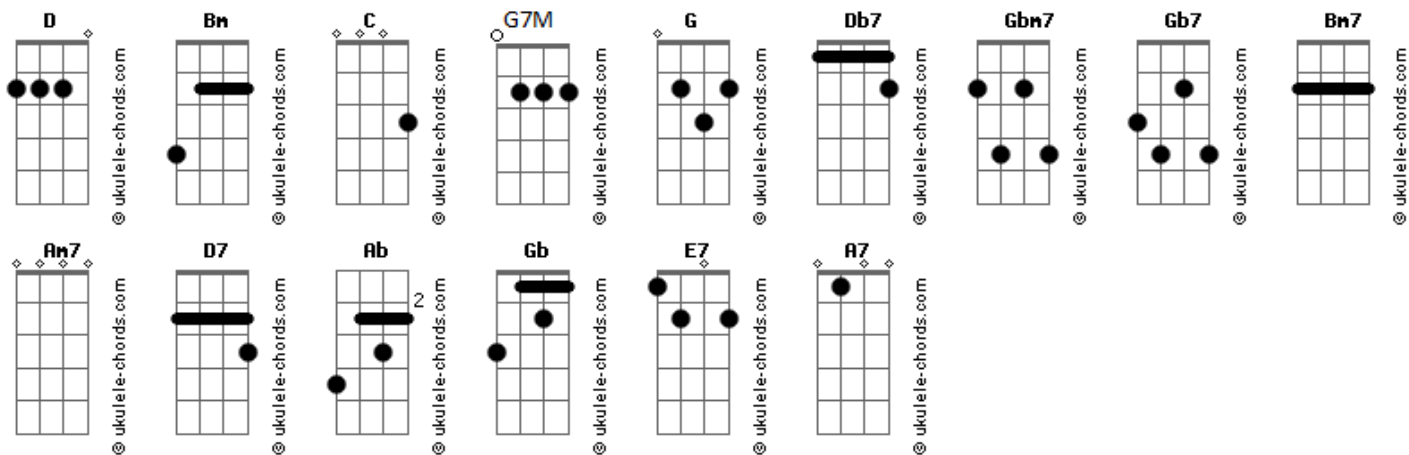 D Bm C G7M G Db7 Gbm7 Gb7 Bm7
© ukulele-chords.com © ukulele-chords.com © ukulele-chords.com © ukulele-chords.com © ukulele-chords.com © ukulele-chords.com © ukulele-chords.com © ukulele-chords.com © ukulele-chords.com
Am7 D7 Ab Gb E7 A7
2
© ukulele-chords.com © ukulele-chords.com © ukulele-chords.com © ukulele-chords.com © ukulele-chords.com © ukulele-chords.com